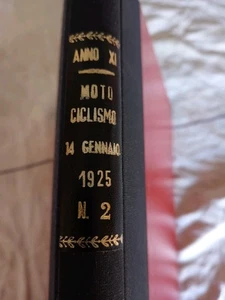 ANNO XI
MOTO
CICLISMO
14 GENNAIO
1925
N. 2